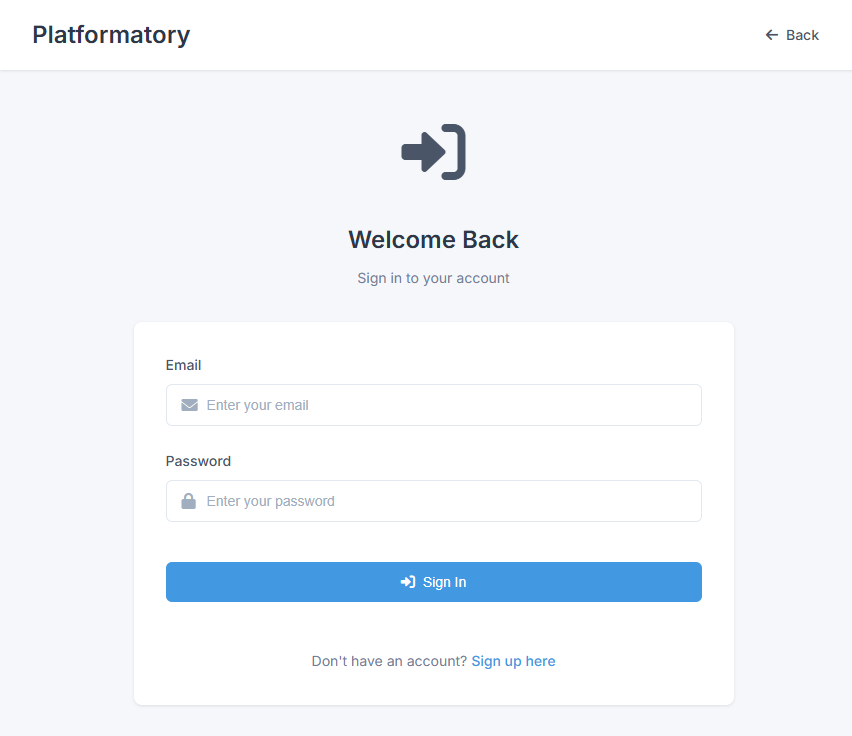 Platformatory
Back
Welcome Back
Sign in to your account
Email
Enter your email
Password
Enter your password
Sign In
Don't have an account? Sign up here